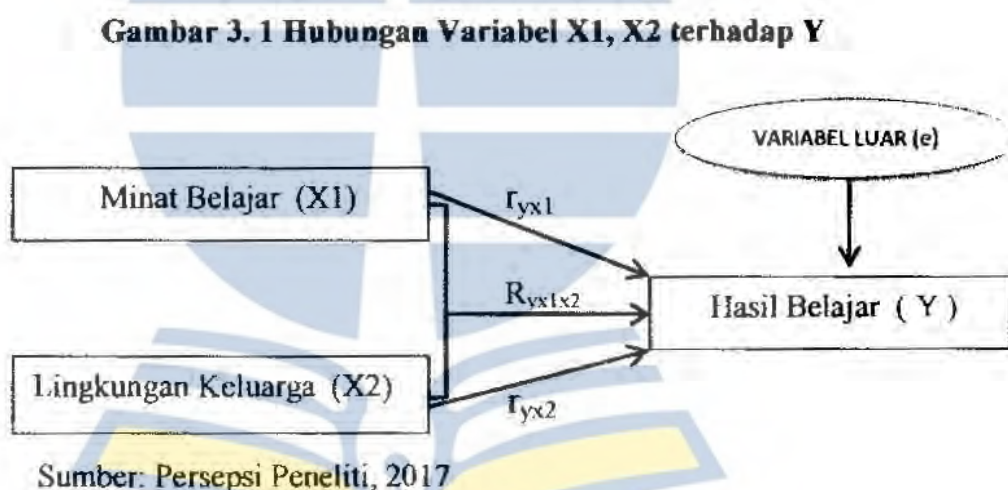 Gambar 3. 1 Hubungan Variabel X1, X2 terhadap Y
VARIABEL LUAR (e)
Minat Belajar (X1)
ryx1
Ryx1x2
Hasil Belajar ( Y )
Lingkungan Keluarga (X2)
ryx2
Sumber: Persepsi Peneliti, 2017